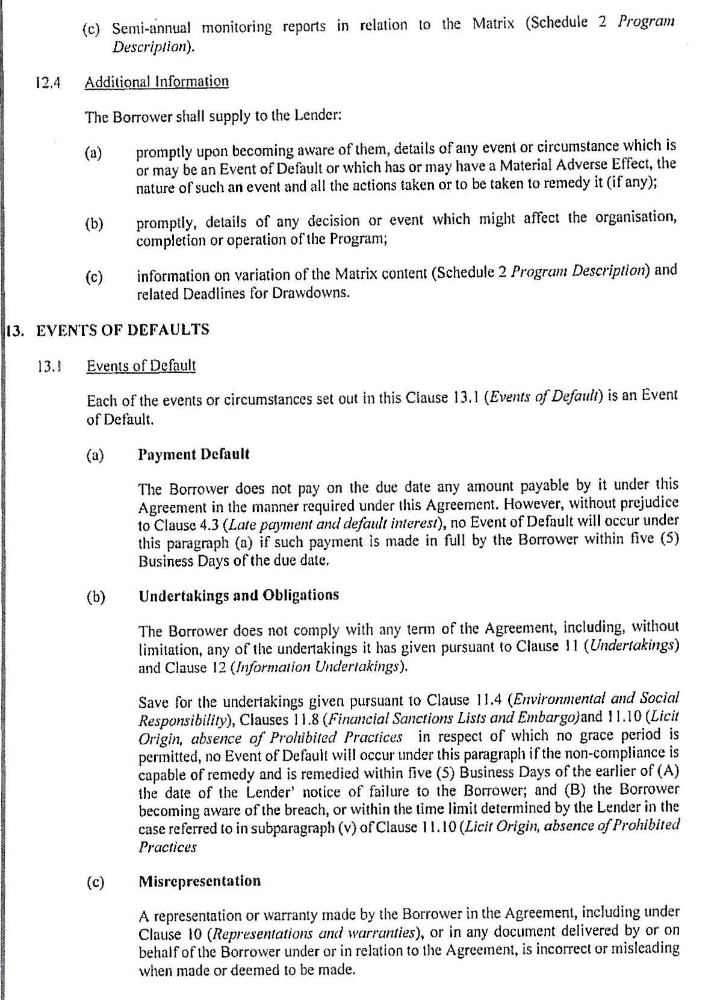 (c) Semi-annual monitoring reports in relation to the Matrix (Schedule 2 Program
Description).
12.4 Additional Information
The Borrower shall supply to the Lender:
(a) promptly upon becoming aware of them, details of any event or circumstance which is
or may be an Event of Default or which has or may have a Material Adverse Effect, the
nature of such an event and all the actions taken or to be taken to remedy it (if any);
(b) promptly, details of any decision or event which might affect the organisation,
completion or operation of the Program;
(c) information on variation of the Matrix content (Schedule 2 Program Description) and
related Deadlines for Drawdowns.
13. EVENTS OF DEFAULTS
13.1 Events of Default
Each of the events or circumstances set out in this Clause 13.1 (Events of Default) is an Event
of Default.
(a) Payment Default
The Borrower does not pay on the due date any amount payable by it under this
Agreement in the manner required under this Agreement. However, without prejudice
to Clause 4.3 (Late payment and default interest), no Event of Default will occur under
this paragraph (a) if such payment is made in full by the Borrower within five (5)
Business Days of the due date.
(b) Undertakings and Obligations
The Borrower does not comply with any term of the Agreement, including, without
limitation, any of the undertakings it has given pursuant to Clause 11 (Undertakings)
and Clause 12 (Information Undertakings).
Save for the undertakings given pursuant to Clause 11.4 (Environmental and Social
Responsibility), Clauses 11.8 (Financial Sanctions Lists and Embargo)and 11.10 (Licit
Origin, absence of Prohibited Practices in respect of which no grace period is
permitted, no Event of Default will occur under this paragraph if the non-compliance is
capable of remedy and is remedied within five (5) Business Days of the earlier of (A)
the date of the Lender' notice of failure to the Borrower; and (B) the Borrower
becoming aware of the breach, or within the time limit determined by the Lender in the
case referred to in subparagraph (v) of Clause 11.10 (Licit Origin, absence of Prohibited
Practices
(c) Misrepresentation
A representation or warranty made by the Borrower in the Agreement, including under
Clause 10 (Representations and warranties), or in any document delivered by or on
behalf of the Borrower under or in relation to the Agreement, is incorrect or misleading
when made or deemed to be made.